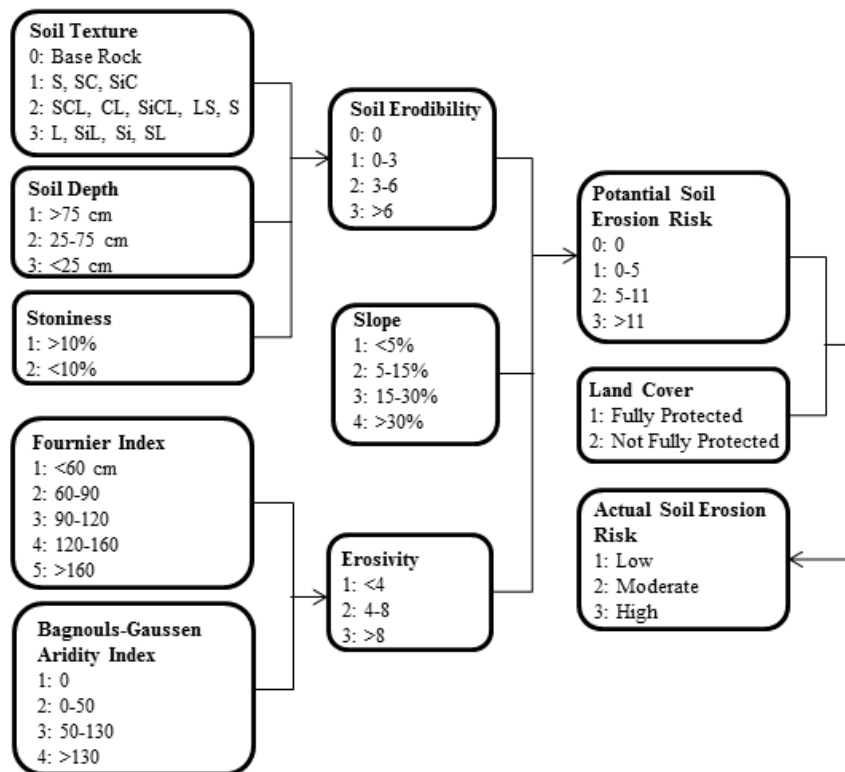 Soil Texture
0: Base Rock
1: S, SC, SiC
2: SCL, CL, SiCL, LS, S
3: L, SiL, Si, SL
Soil Depth
1: >75 cm
2: 25-75 cm
3: <25 cm
Stoniness
1: >10%
2: <10%
Fournier Index
1: <60 cm
2: 60-90
3: 90-120
4: 120-160
5: >160
Bagnouls-Gaussen
Aridity Index
1: 0
2: 0-50
3: 50-130
4: >130
Soil Erodibility
0: 0
1: 0-3
2: 3-6
3: >6
Slope
1: <5%
2: 5-15%
3: 15-30%
4: >30%
Erosivity
1: <4
2: 4-8
3: >8
Potantial Soil
Erosion Risk
0: 0
1: 0-5
2: 5-11
3: >11
Land Cover
1: Fully Protected
2: Not Fully Protected
Actual Soil Erosion
Risk
1: Low
2: Moderate
3: High